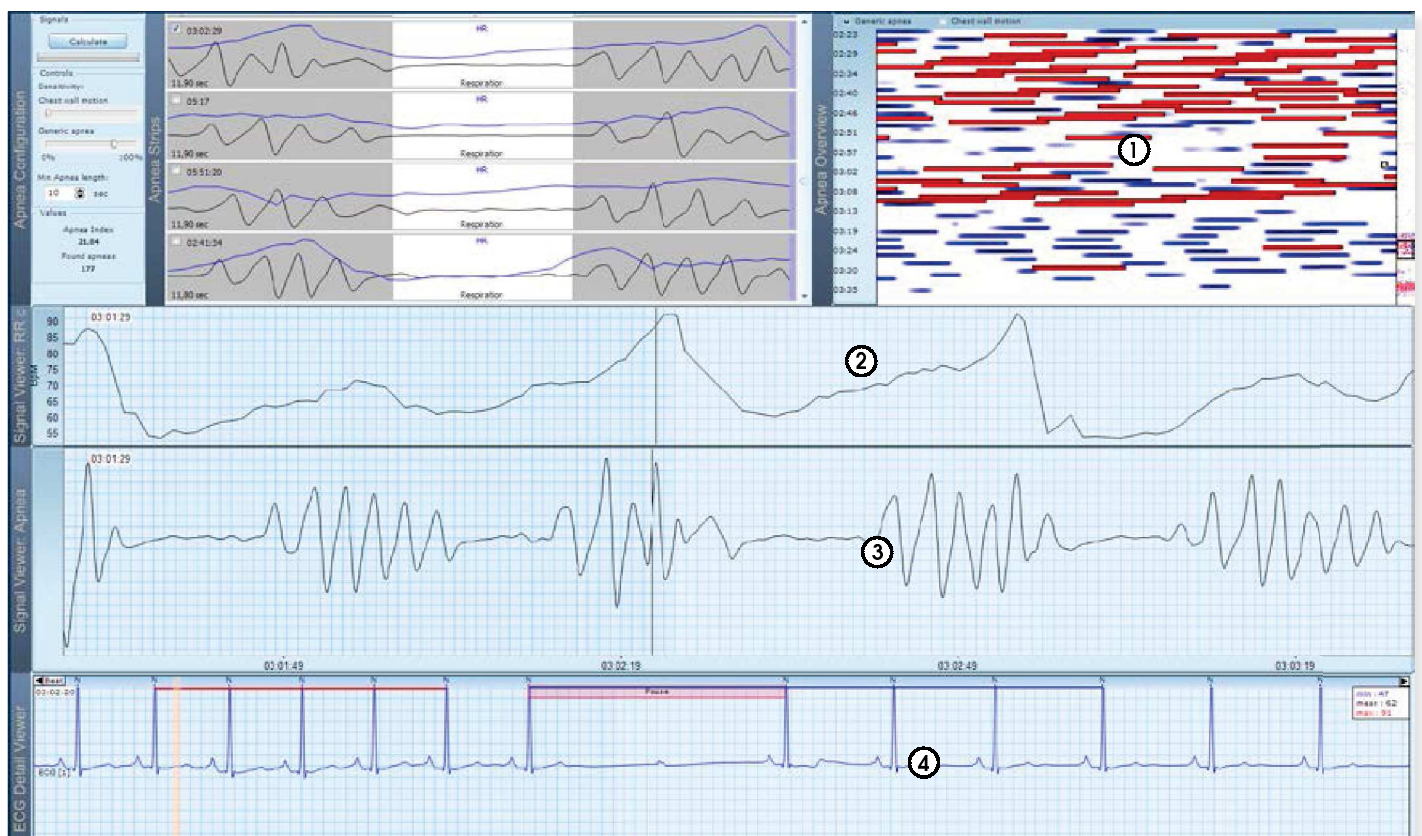 Apnea Configuration
Signals
Calculate
Controls
Sensitivity:
Chest wall motion
Generic apnea
0%
100%
Min Apnea length:
10 sec
Values
Apnea Index
21,84
Found apneas
177
Apnea Strips
03:02:29
HR
11,90 sec
Respiration
05:17
HR
11,90 sec
Respiration
05:51:20
HR
11,90 sec
Respiration
02:41:34
HR
11,80 sec
Respiration
Apnea Overview
Generic apnea
Chest wall motion
02:23
02:29
02:34
02:40
02:46
02:51
02:57
03:02
03:08
03:13
03:19
03:24
03:30
03:35
1
Signal Viewer: RR c
BpM
90
85
80
75
70
65
60
55
03:01:29
2
Signal Viewer: Apnea
03:01:29
3
03:01:49
03:02:19
03:02:49
03:03:19
ECG Detail Viewer
Beat
03:02:20
N N N N N N N N N N N N N
Pause
min : 47
max : 91
ECG [1]
4